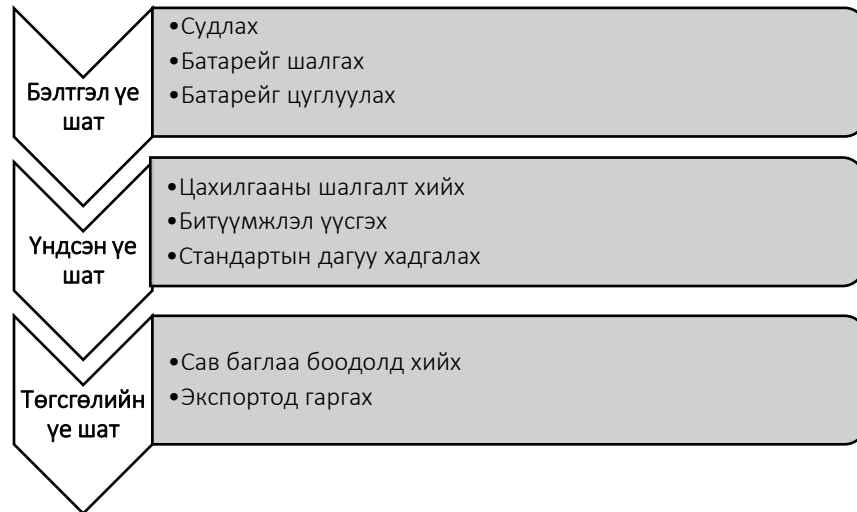 Бэлтгэл үе
шат
•Судлах
•Батарейг шалгах
•Батарейг цуглуулах
Үндсэн үе
шат
•Цахилгааны шалгалт хийх
•Битүүмжлэл үүсгэх
•Стандартын дагуу хадгалах
Төгсгөлийн
үе шат
•Сав баглаа боодолд хийх
•Экспортод гаргах